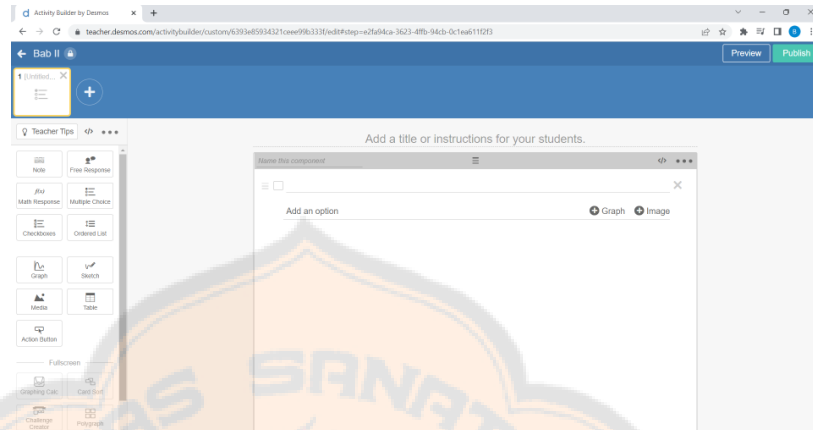 Activity Builder by Desmos
teacher.desmos.com/activitybuilder/custom/6393e85934321ceee99b333f/edit#step=e2fa94ca-3623-4ffb-94cb-0c1ea611f2f3
Bab II
Preview
Publish
1 (Untitled...
Teacher Tips
Add a title or instructions for your students.
Note
Free Response
Name this component
f(x)
Math Response
Multiple Choice
Checkboxes
Ordered List
Add an option
Graph
Image
Graph
Sketch
Media
Table
Action Button
Fullscreen
Graphing Calc
Card Sort
Challenge Creator
Polygraph